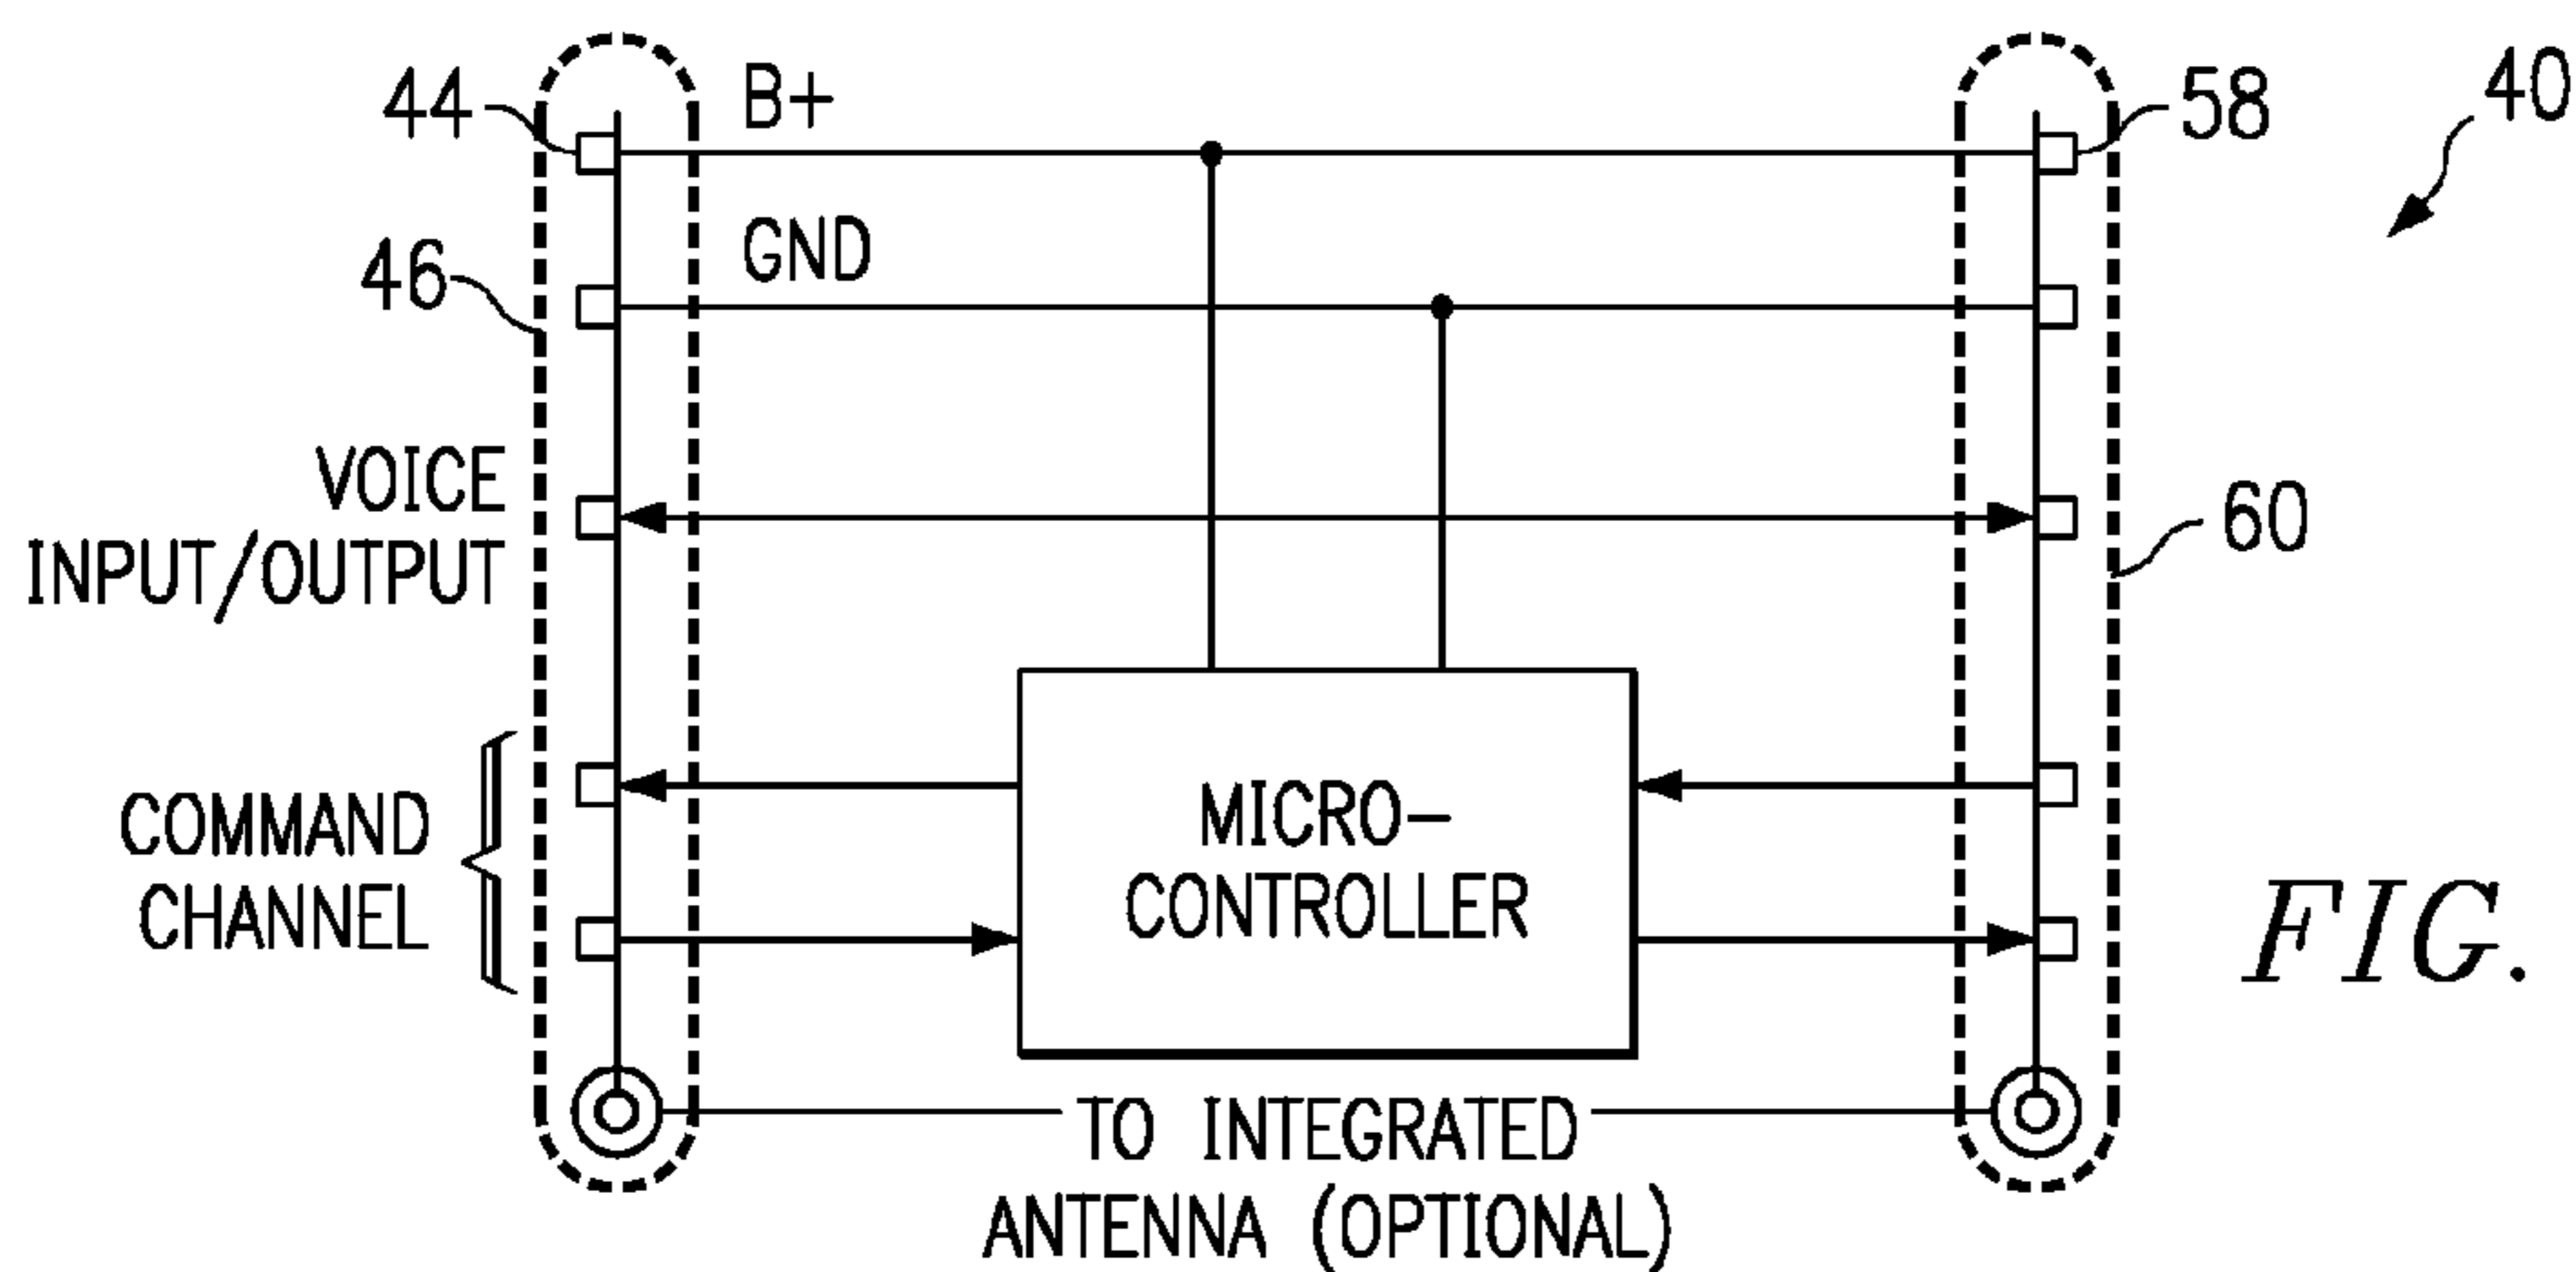 44
B+
58
40
46
GND
VOICE
INPUT/OUTPUT
60
COMMAND
CHANNEL
MICRO-
CONTROLLER
FIG.
TO INTEGRATED
ANTENNA (OPTIONAL)